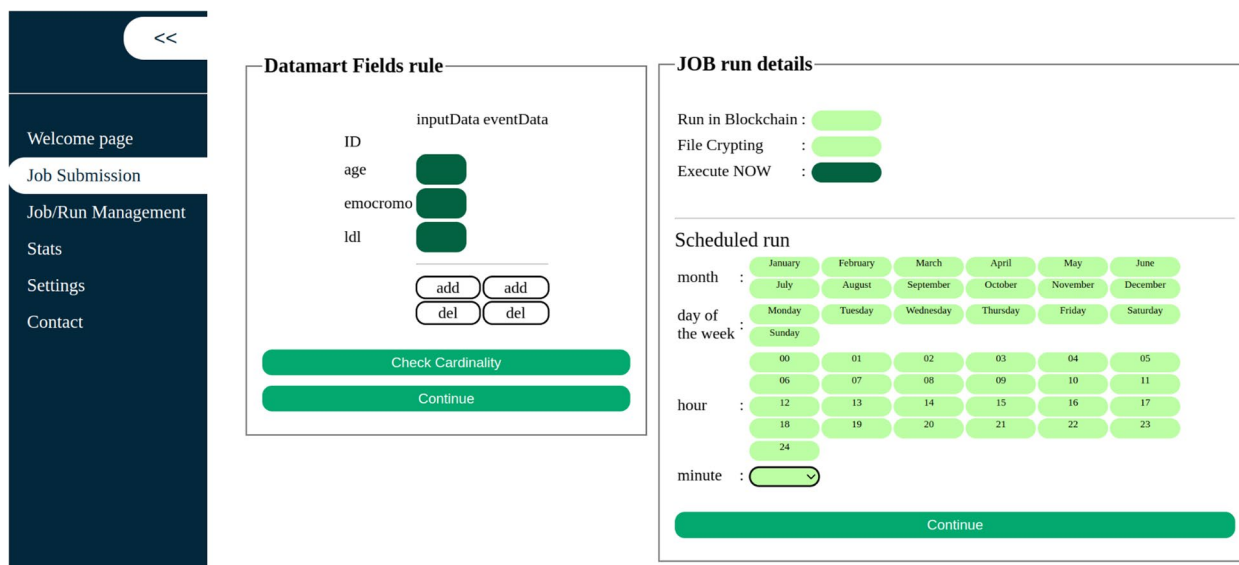 <<
Welcome page
Job Submission
Job/Run Management
Stats
Settings
Contact
Datamart Fields rule
inputData eventData
ID
age
emocromo
ldl
add add
del del
Check Cardinality
Continue
JOB run details
Run in Blockchain :
File Crypting :
Execute NOW :
Scheduled run
month :
January February March April May June
July August September October November December
day of
the week :
Monday Tuesday Wednesday Thursday Friday Saturday
Sunday
hour :
00 01 02 03 04 05
06 07 08 09 10 11
12 13 14 15 16 17
18 19 20 21 22 23
24
minute :
Continue